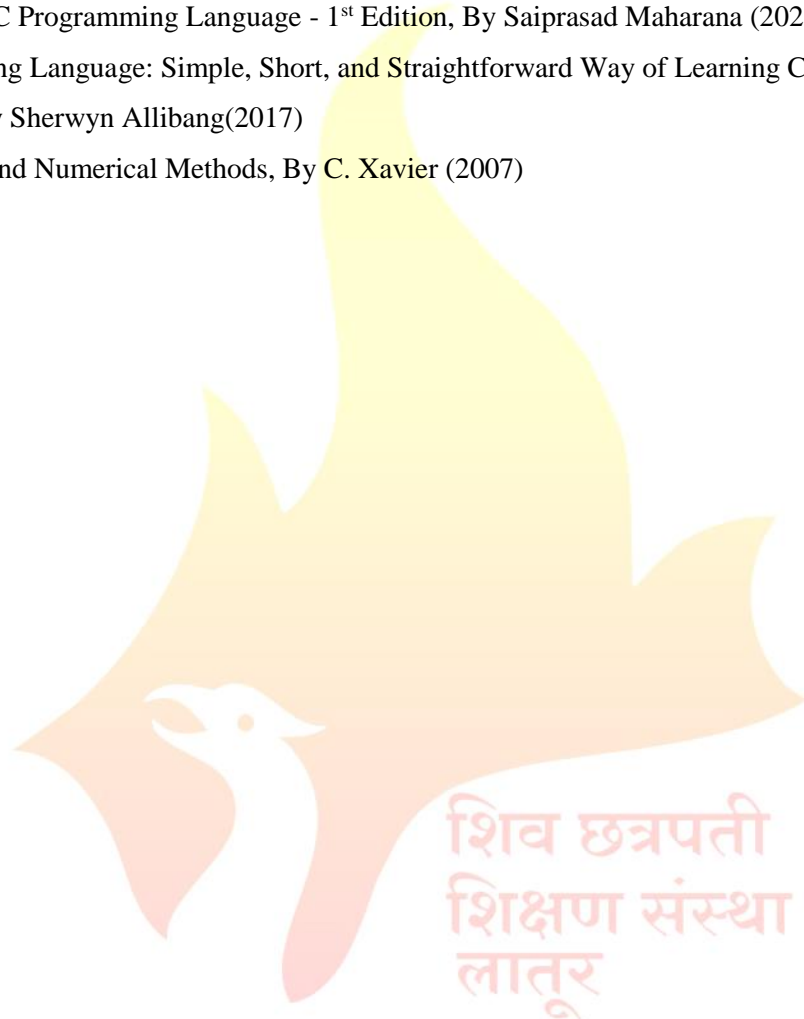 C Programming Language - 1st Edition, By Saiprasad Maharana (202
ng Language: Simple, Short, and Straightforward Way of Learning C
Sherwyn Allibang(2017)
nd Numerical Methods, By C. Xavier (2007)
शिव छत्रपती
शिक्षण संस्था
लातूर